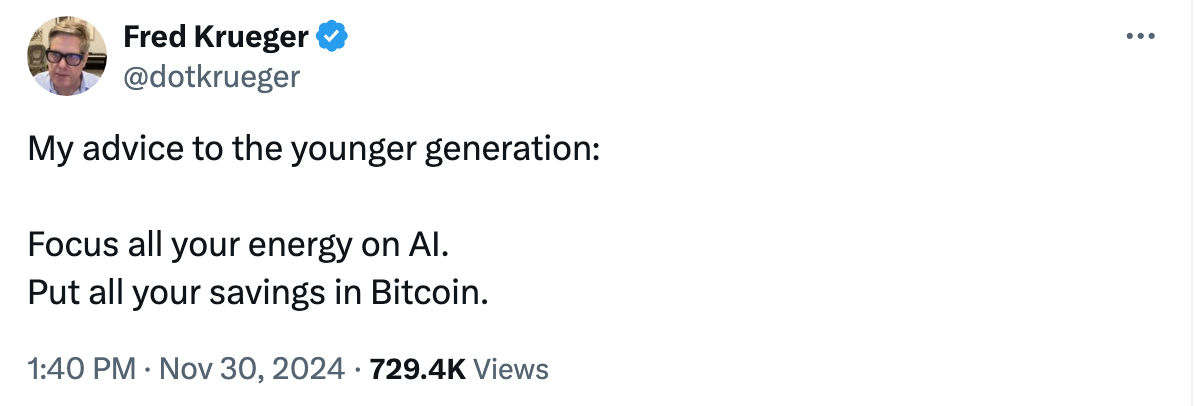 Fred Krueger
@dotkrueger
My advice to the younger generation:
Focus all your energy on AI.
Put all your savings in Bitcoin.
1:40 PM · Nov 30, 2024 · 729.4K Views